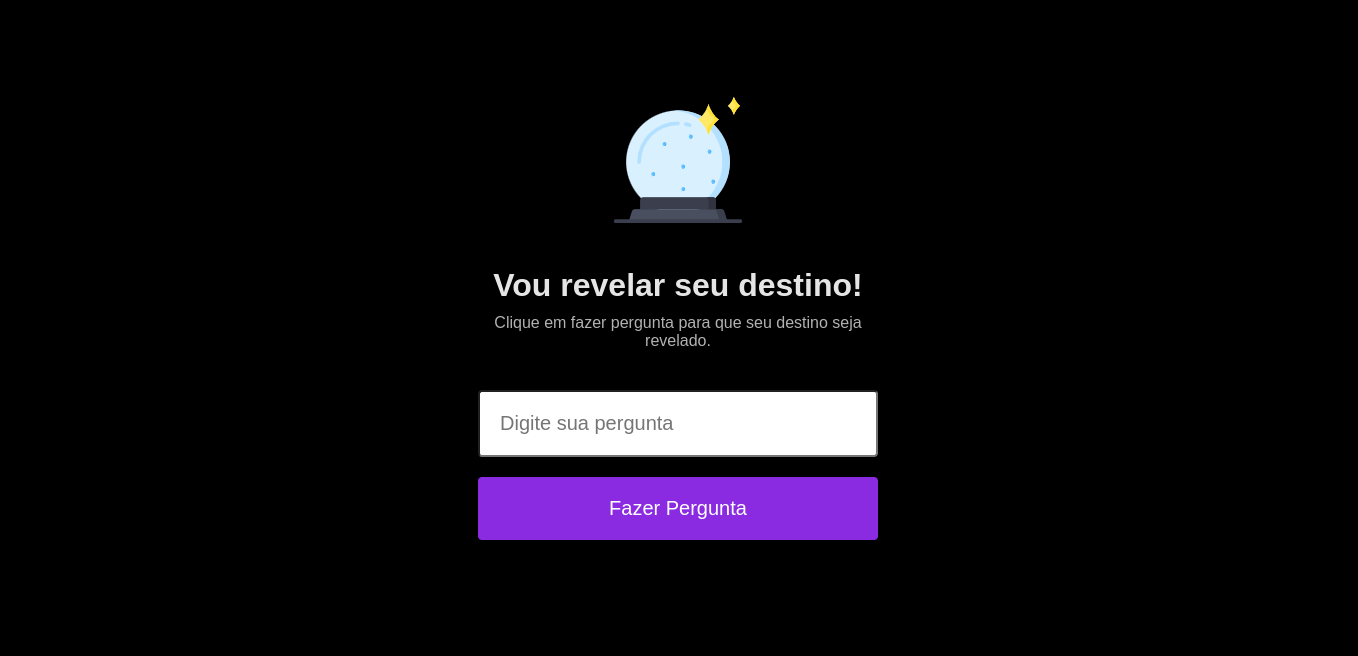 Vou revelar seu destino!
Clique em fazer pergunta para que seu destino seja
revelado.
Digite sua pergunta
Fazer Pergunta